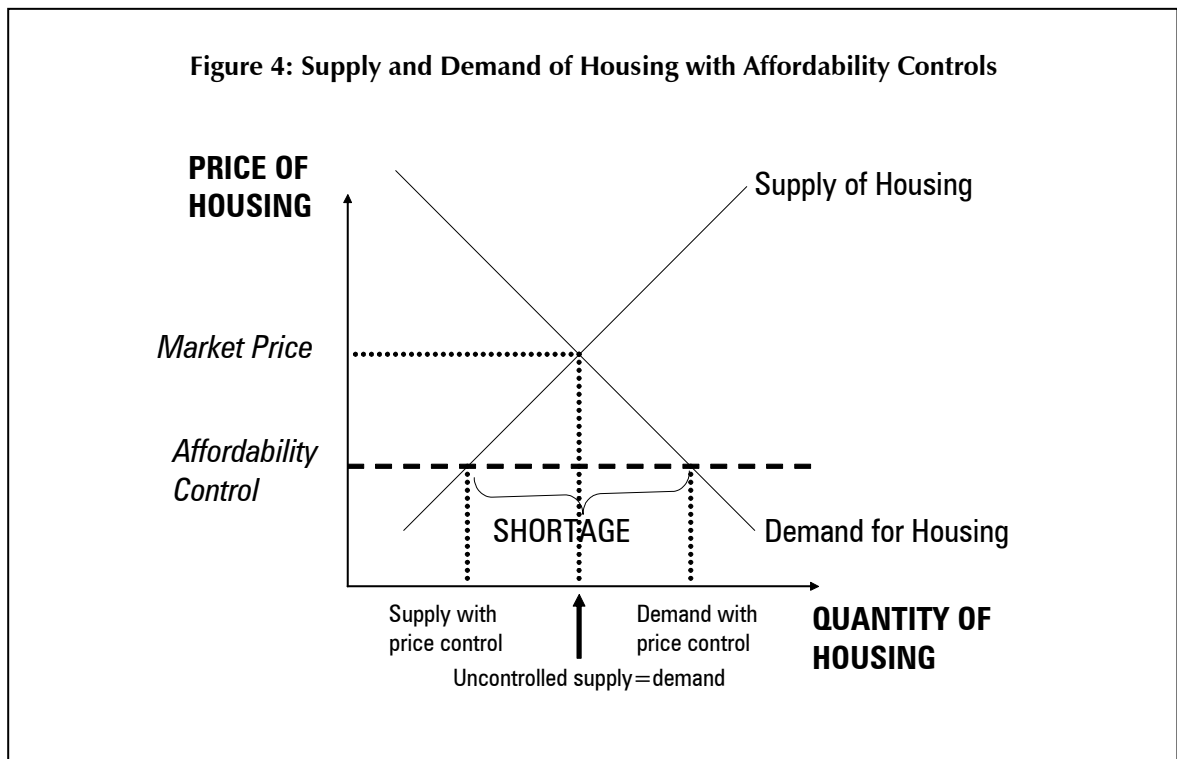 Figure 4: Supply and Demand of Housing with Affordability Controls
PRICE OF
HOUSING
Supply of Housing
Market Price
Affordability
Control
SHORTAGE
Demand for Housing
Supply with
price control
Demand with
price control
QUANTITY OF
HOUSING
Uncontrolled supply=demand